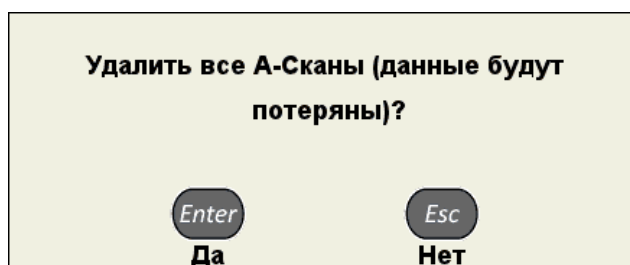 Удалить все А-Сканы (данные будут
потеряны)?
Enter Esc
Да Нет